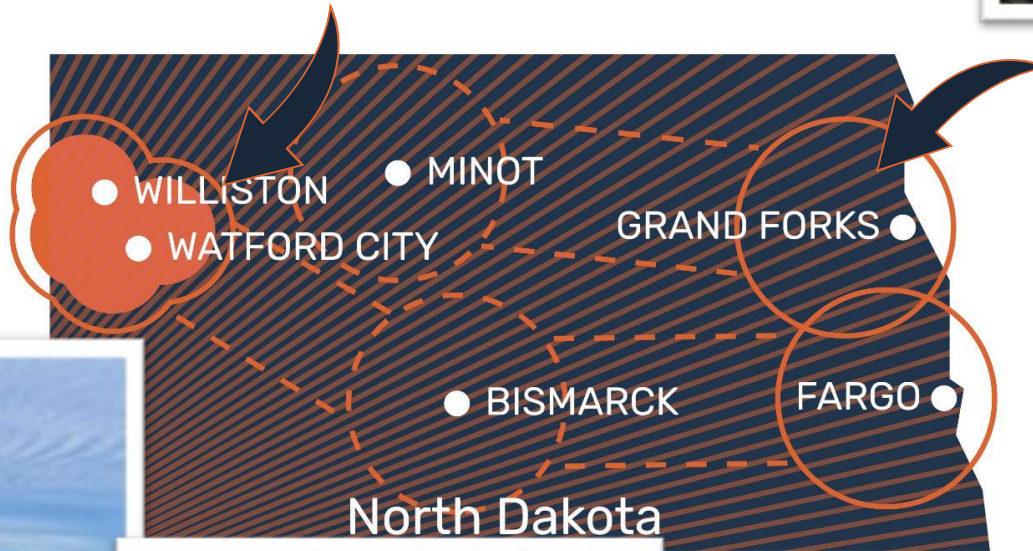 MINOT
WILLISTON
GRAND FORKS
WATFORD CITY
BISMARCK
FARGO
North Dakota